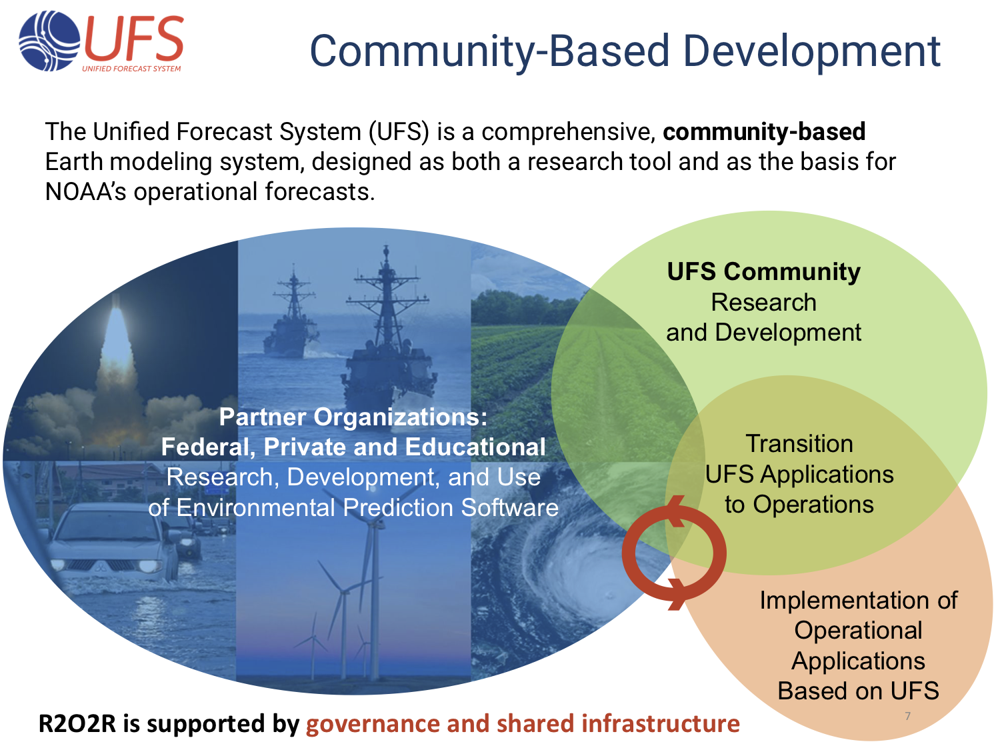 UFS
UNIFIED FORECAST SYSTEM
Community-Based Development
The Unified Forecast System (UFS) is a comprehensive, community-based
Earth modeling system, designed as both a research tool and as the basis for
NOAA’s operational forecasts.
UFS Community
Research
and Development
Partner Organizations:
Federal, Private and Educational
Research, Development, and Use
of Environmental Prediction Software
Transition
UFS Applications
to Operations
Implementation of
Operational
Applications
Based on UFS
R2O2R is supported by governance and shared infrastructure
7